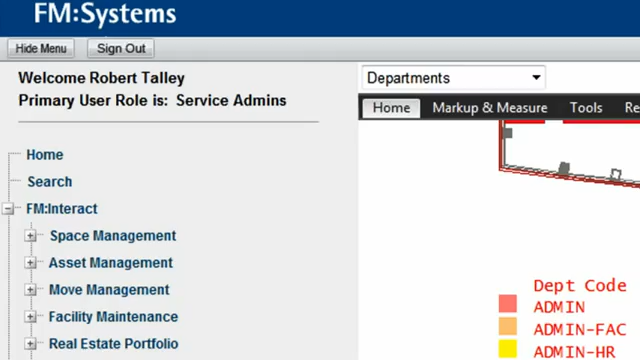 FM:Systems
Hide Menu
Sign Out
Welcome Robert Talley
Primary User Role is: Service Admins
Home
Search
FM:Interact
Space Management
Asset Management
Move Management
Facility Maintenance
Real Estate Portfolio
Departments
Home
Markup & Measure
Tools
Re
Dept Code
ADMIN
ADMIN-FAC
ADMIN-HR